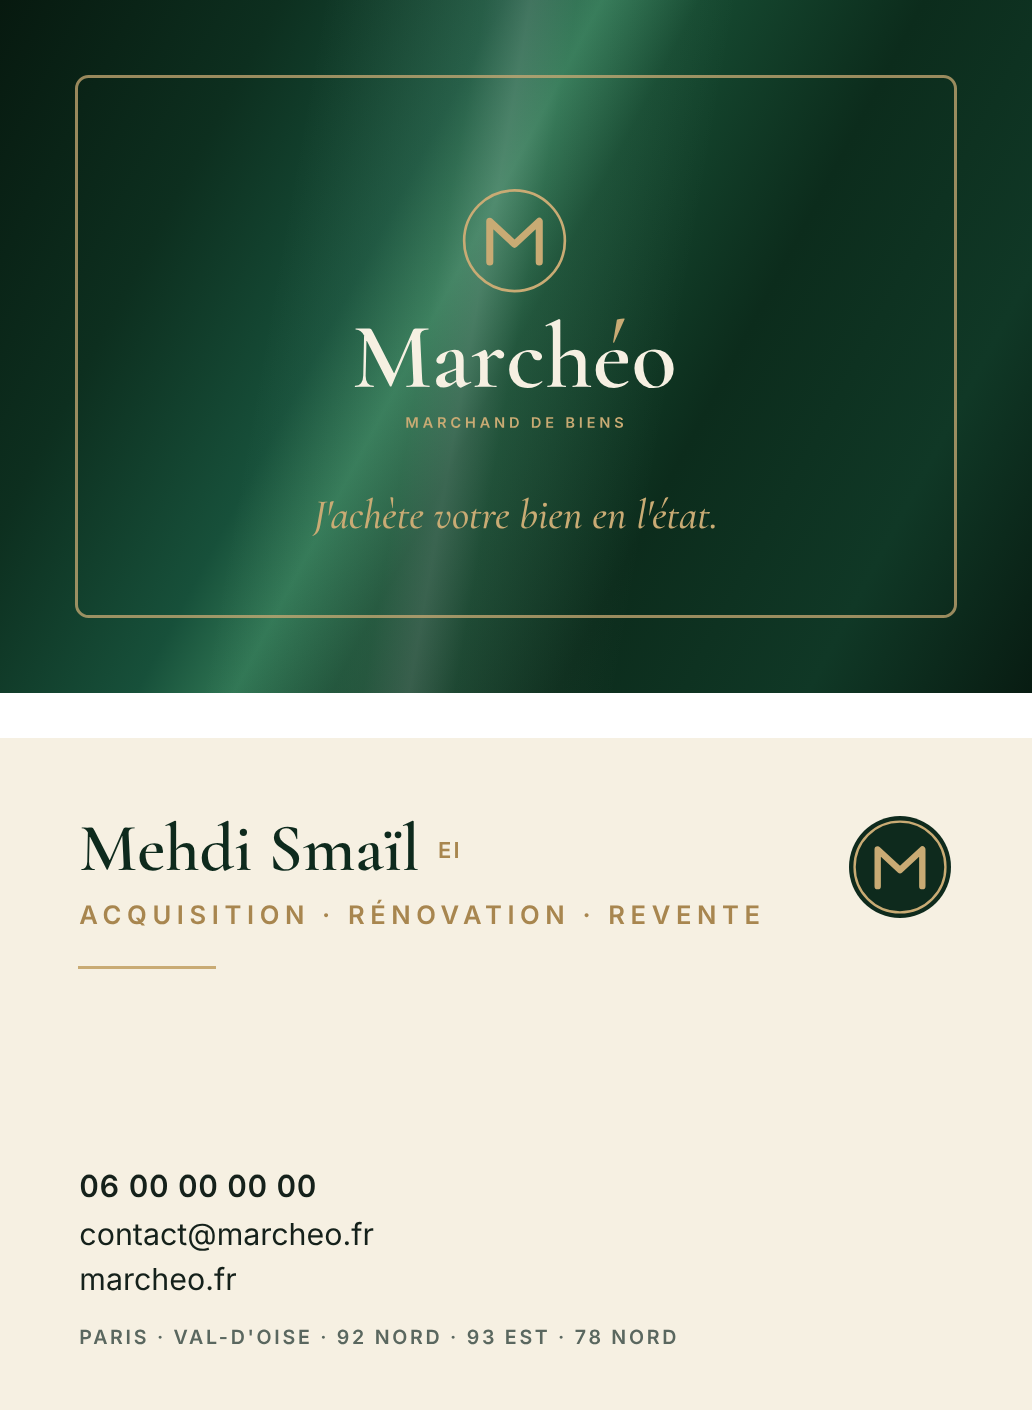 M
Marchéo
MARCHAND DE BIENS
J'achète votre bien en l'état.
Mehdi Smaïl EI
M
ACQUISITION · RÉNOVATION · REVENTE
06 00 00 00 00
contact@marcheo.fr
marcheo.fr
PARIS · VAL-D'OISE · 92 NORD · 93 EST · 78 NORD